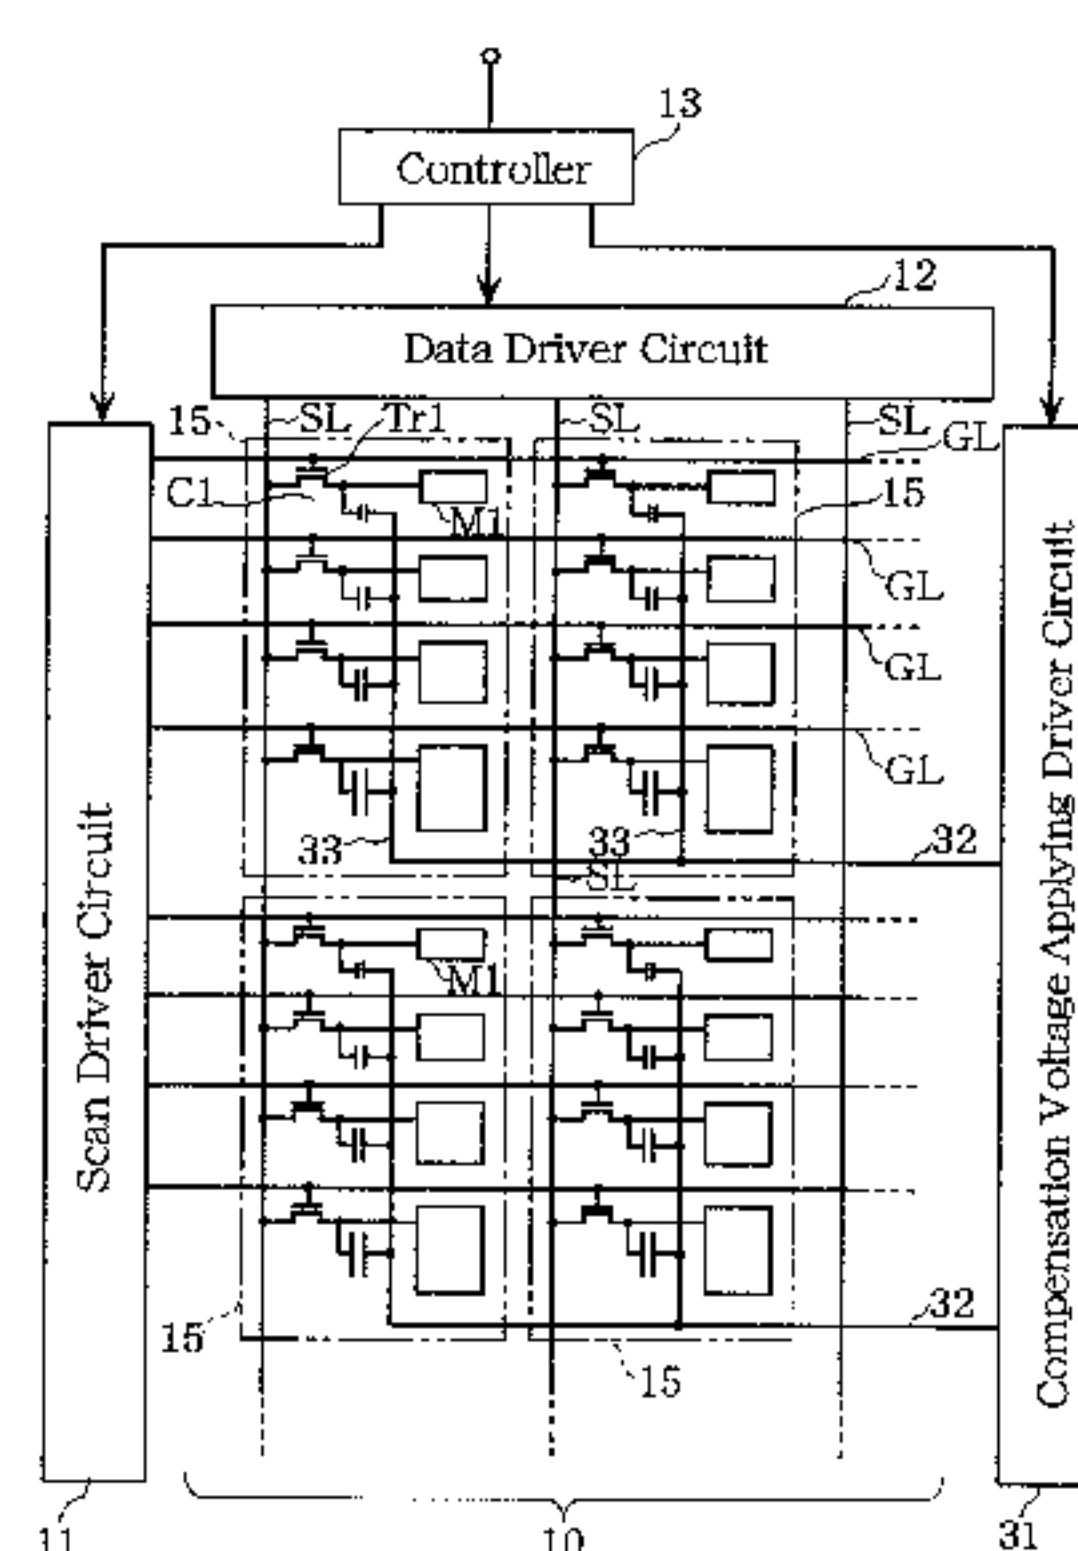 13
Controller
12
Data Driver Circuit
15
SL
Tr1
SL
SL
GL
C1
M1
15
GL
GL
GL
33
33
32
SL
M1
32
15
15
Scan Driver Circuit
Compensation Voltage Applying Driver Circuit
11
10
31